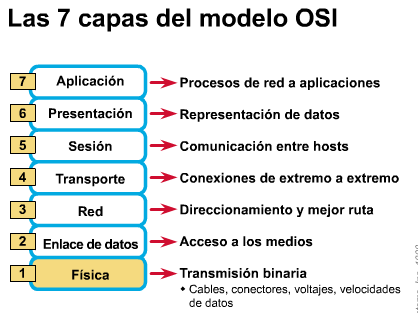 Las 7 capas del modelo OSI
7 Aplicación Procesos de red a aplicaciones
6 Presentación Representación de datos
5 Sesión Comunicación entre hosts
4 Transporte Conexiones de extremo a extremo
3 Red Direccionamiento y mejor ruta
2 Enlace de datos Acceso a los medios
1 Física Transmisión binaria
• Cables, conectores, voltajes, velocidades
de datos